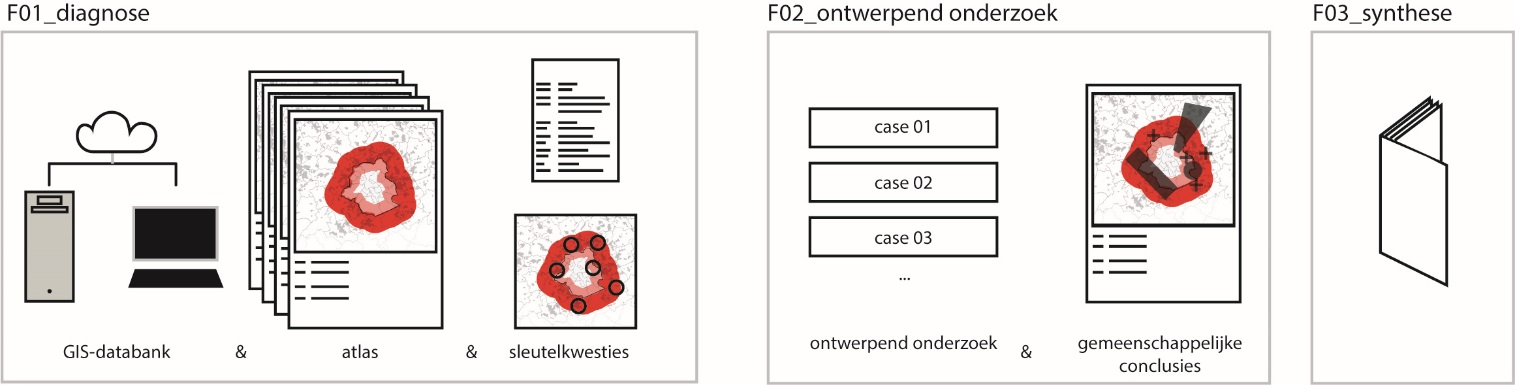 F01_diagnose
GIS-databank & atlas & sleutelkwesties
F02_ontwerpend onderzoek
case 01
case 02
case 03
...
ontwerpend onderzoek & gemeenschappelijke
conclusies
F03_synthese